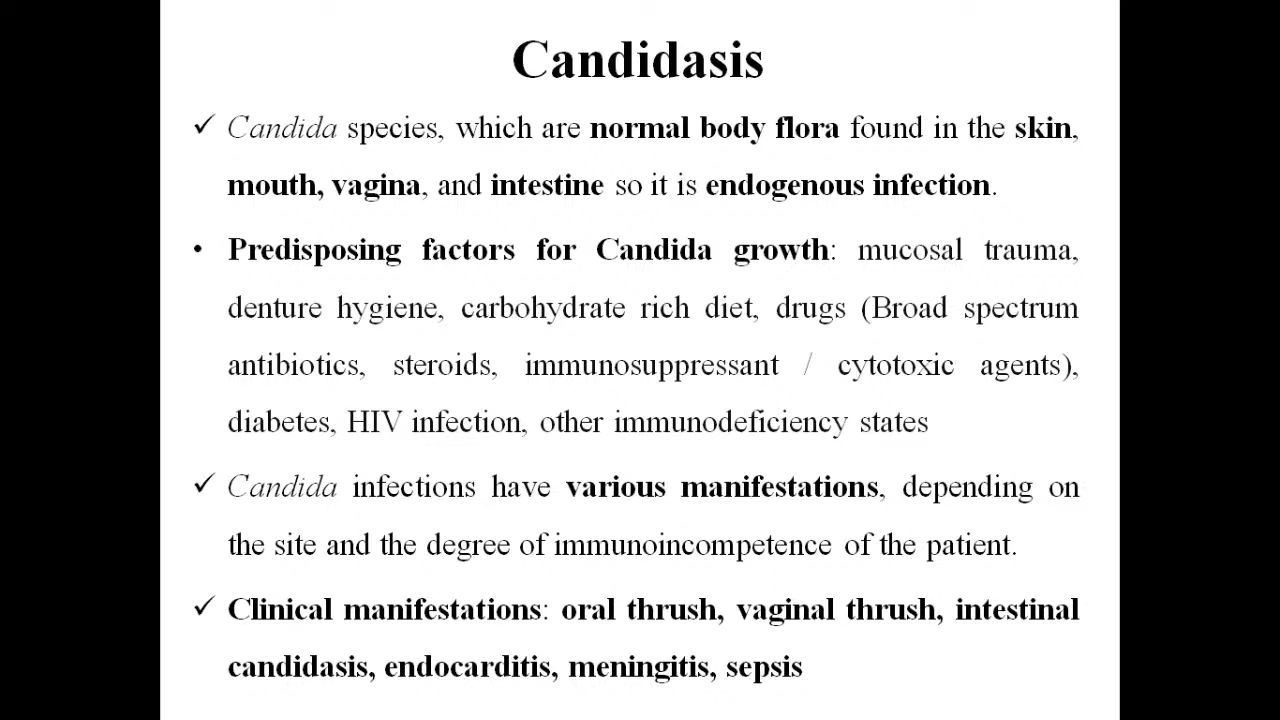 Candidasis
✓ Candida species, which are normal body flora found in the skin,
mouth, vagina, and intestine so it is endogenous infection.
• Predisposing factors for Candida growth: mucosal trauma,
denture hygiene, carbohydrate rich diet, drugs (Broad spectrum
antibiotics, steroids, immunosuppressant / cytotoxic agents),
diabetes, HIV infection, other immunodeficiency states
✓ Candida infections have various manifestations, depending on
the site and the degree of immunoincompetence of the patient.
✓ Clinical manifestations: oral thrush, vaginal thrush, intestinal
candidasis, endocarditis, meningitis, sepsis